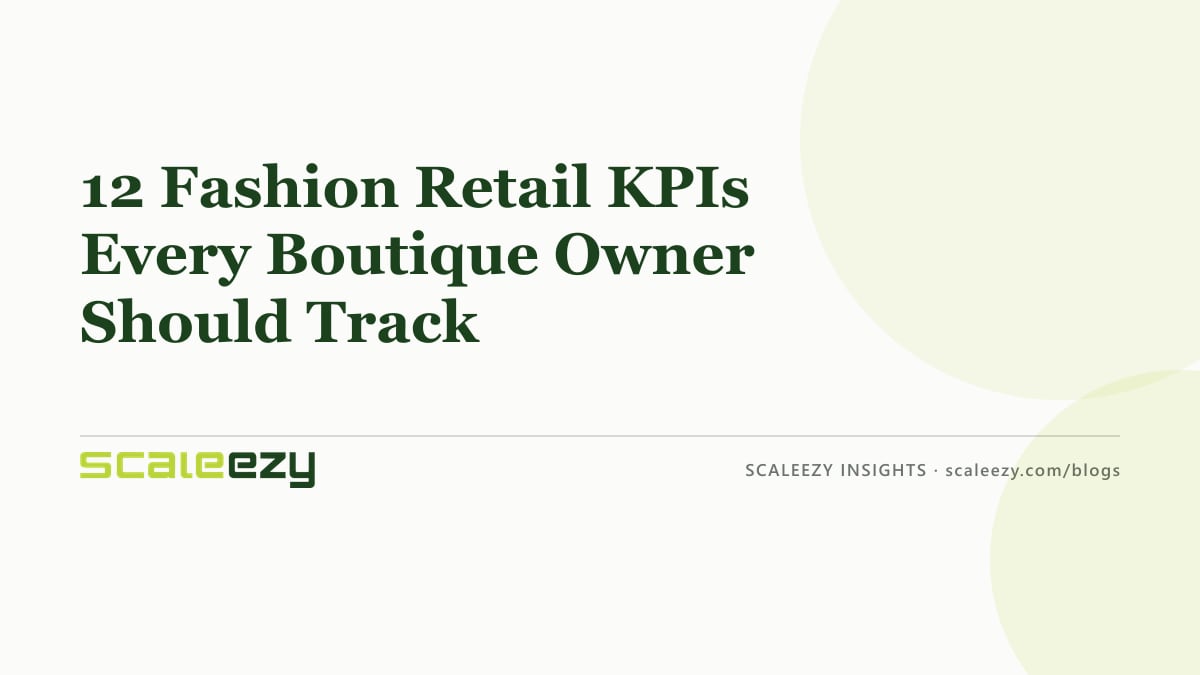 12 Fashion Retail KPIs
Every Boutique Owner
Should Track
scaleezy
SCALEEZY INSIGHTS · scaleezy.com/blogs